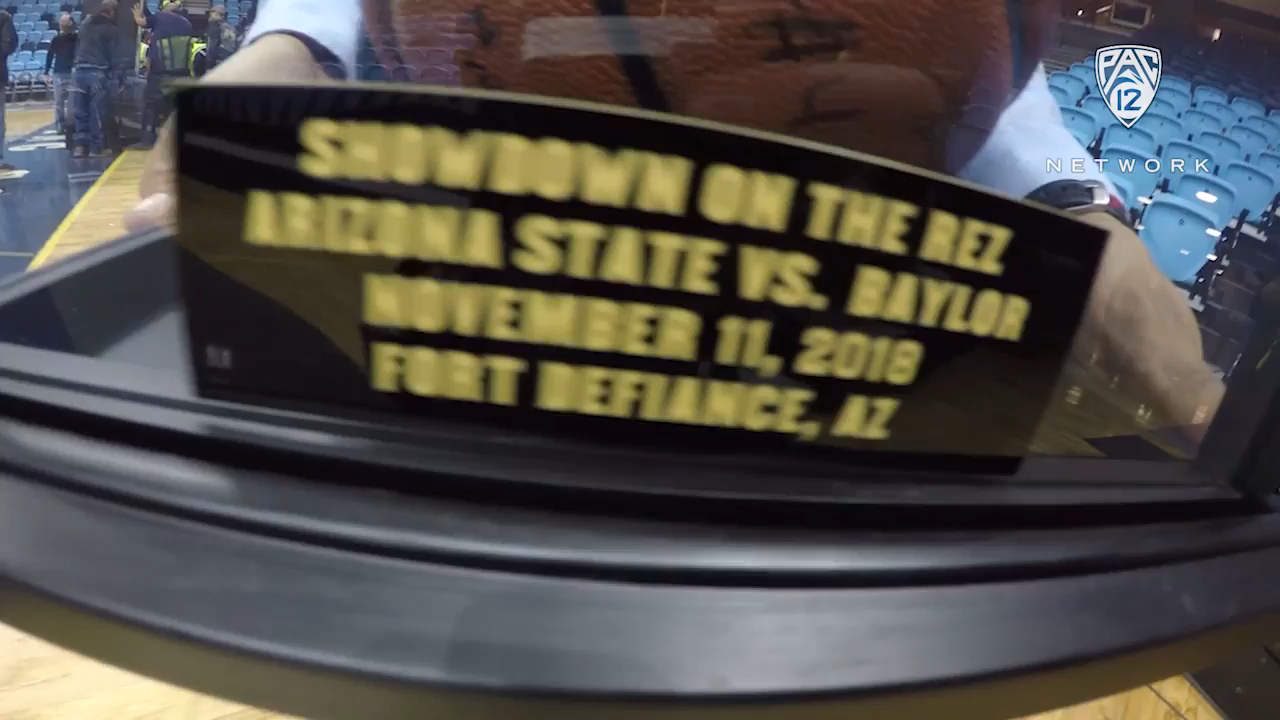 PAC
12
NETWORK
SHOWDOWN ON THE REZ
ARIZONA STATE VS. BAYLOR
NOVEMBER 11, 2018
FORT DEFIANCE, AZ